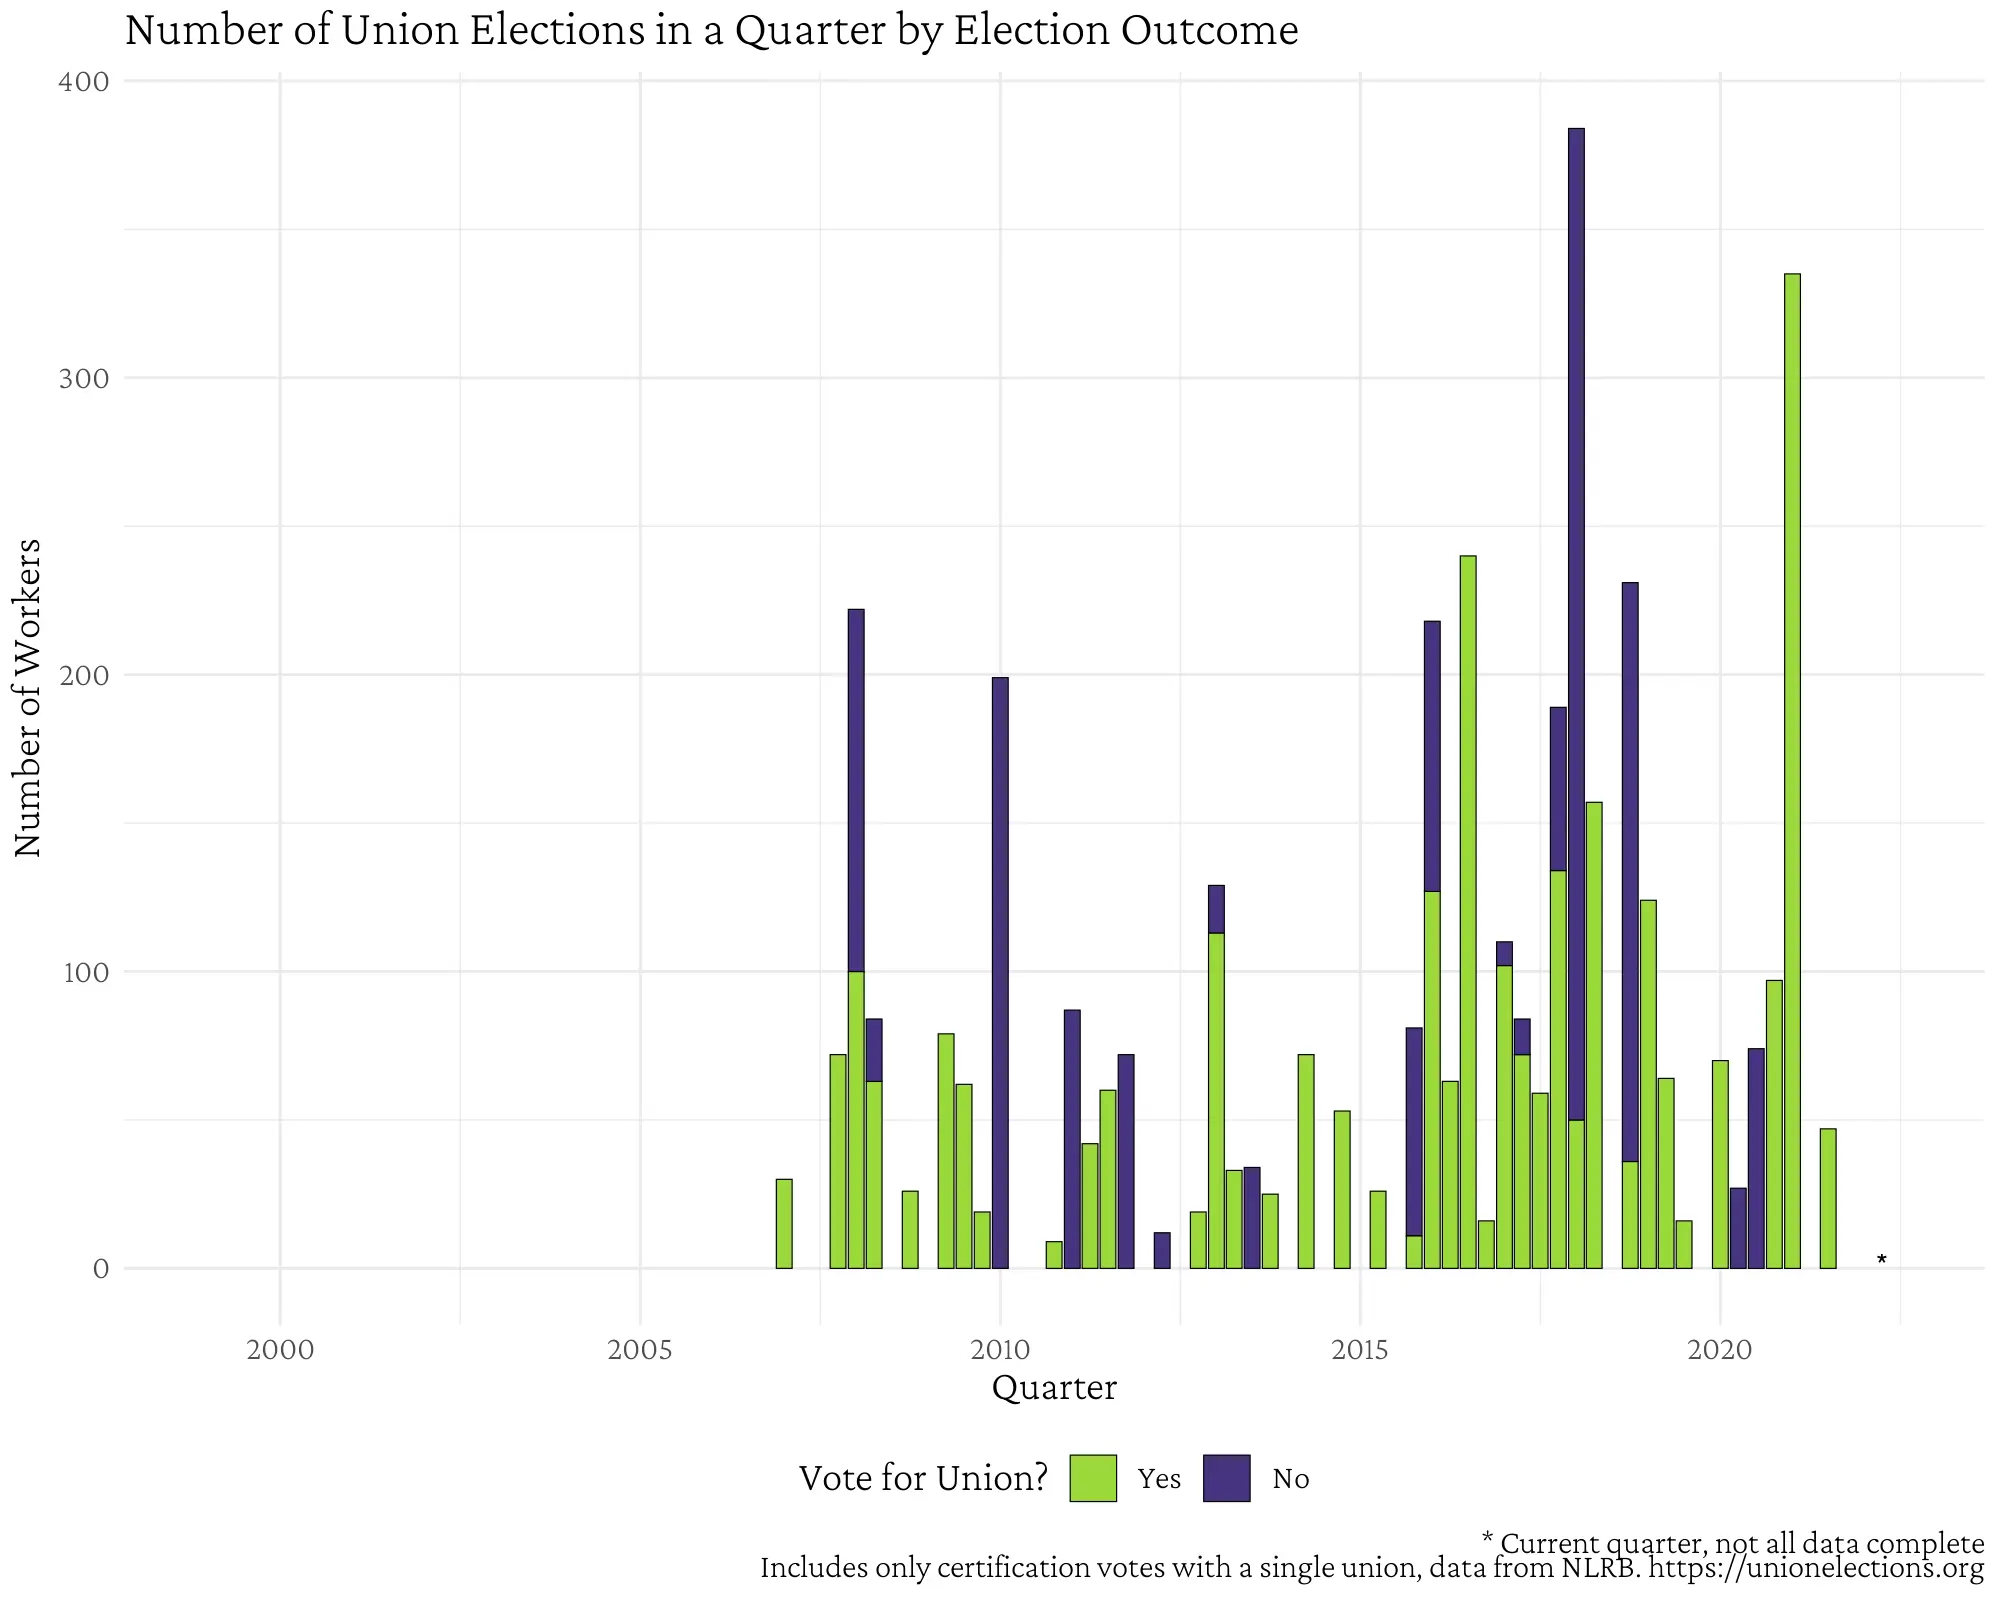 Number of Union Elections in a Quarter by Election Outcome
400
300
200
100
0
Number of Workers
*
2000 2005 2010 2015 2020
Quarter
Vote for Union? Yes No
* Current quarter, not all data complete
Includes only certification votes with a single union, data from NLRB. https://unionelections.org